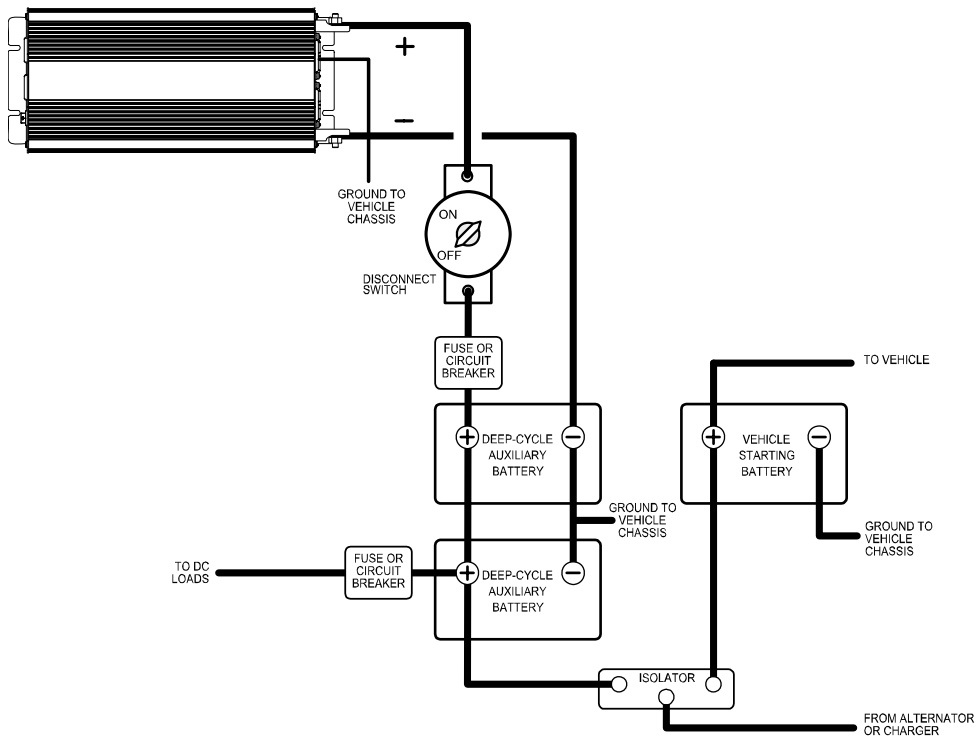 +
−
GROUND TO
VEHICLE
CHASSIS
ON
OFF
DISCONNECT
SWITCH
FUSE OR
CIRCUIT
BREAKER
TO VEHICLE
+
DEEP-CYCLE
AUXILIARY
BATTERY
−
+
VEHICLE
STARTING
BATTERY
−
GROUND TO
VEHICLE
CHASSIS
GROUND TO
VEHICLE
CHASSIS
TO DC
LOADS
FUSE OR
CIRCUIT
BREAKER
+
DEEP-CYCLE
AUXILIARY
BATTERY
−
ISOLATOR
FROM ALTERNATOR
OR CHARGER